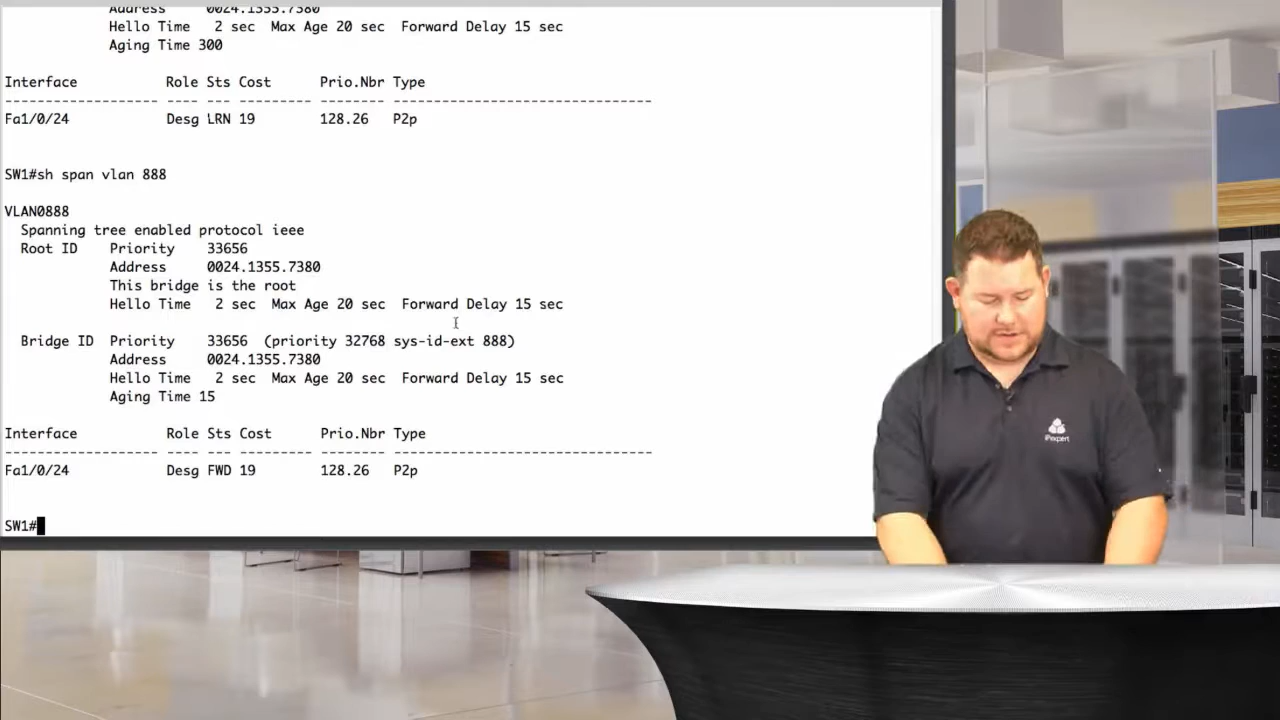 Address 0024.1355.7380
Hello Time 2 sec Max Age 20 sec Forward Delay 15 sec
Aging Time 300
Interface Role Sts Cost Prio.Nbr Type
------------------- ---- --- --------- -------- --------------------------------
Fa1/0/24 Desg LRN 19 128.26 P2p
SW1#sh span vlan 888
VLAN0888
Spanning tree enabled protocol ieee
Root ID Priority 33656
Address 0024.1355.7380
This bridge is the root
Hello Time 2 sec Max Age 20 sec Forward Delay 15 sec
Bridge ID Priority 33656 (priority 32768 sys-id-ext 888)
Address 0024.1355.7380
Hello Time 2 sec Max Age 20 sec Forward Delay 15 sec
Aging Time 15
Interface Role Sts Cost Prio.Nbr Type
------------------- ---- --- --------- -------- --------------------------------
Fa1/0/24 Desg FWD 19 128.26 P2p
SW1#
ipexpert